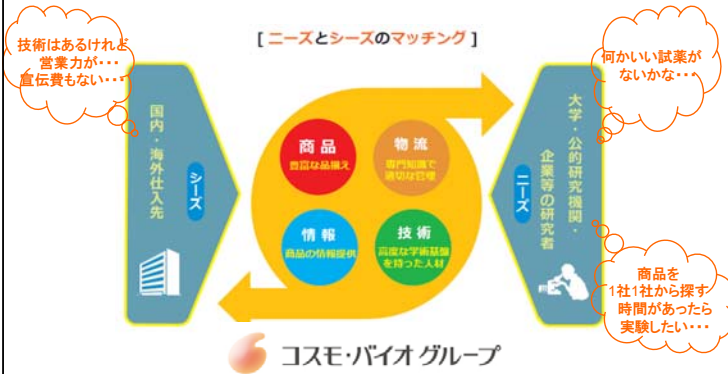 [ ニーズとシーズのマッチング ]
技術はあるけれど
営業力が・・・
宣伝費もない・・・
何かいい試薬が
ないかな・・・
国内・海外仕入先
シーズ
商品
豊富な品揃え
物流
専門知識で
適切な管理
情報
商品の情報提供
技術
高度な学術基盤
を持った人材
ニーズ
大学・公的研究機関・
企業等の研究者
商品を
1社1社から探す
時間があったら
実験したい・・・
コスモ・バイオグループ